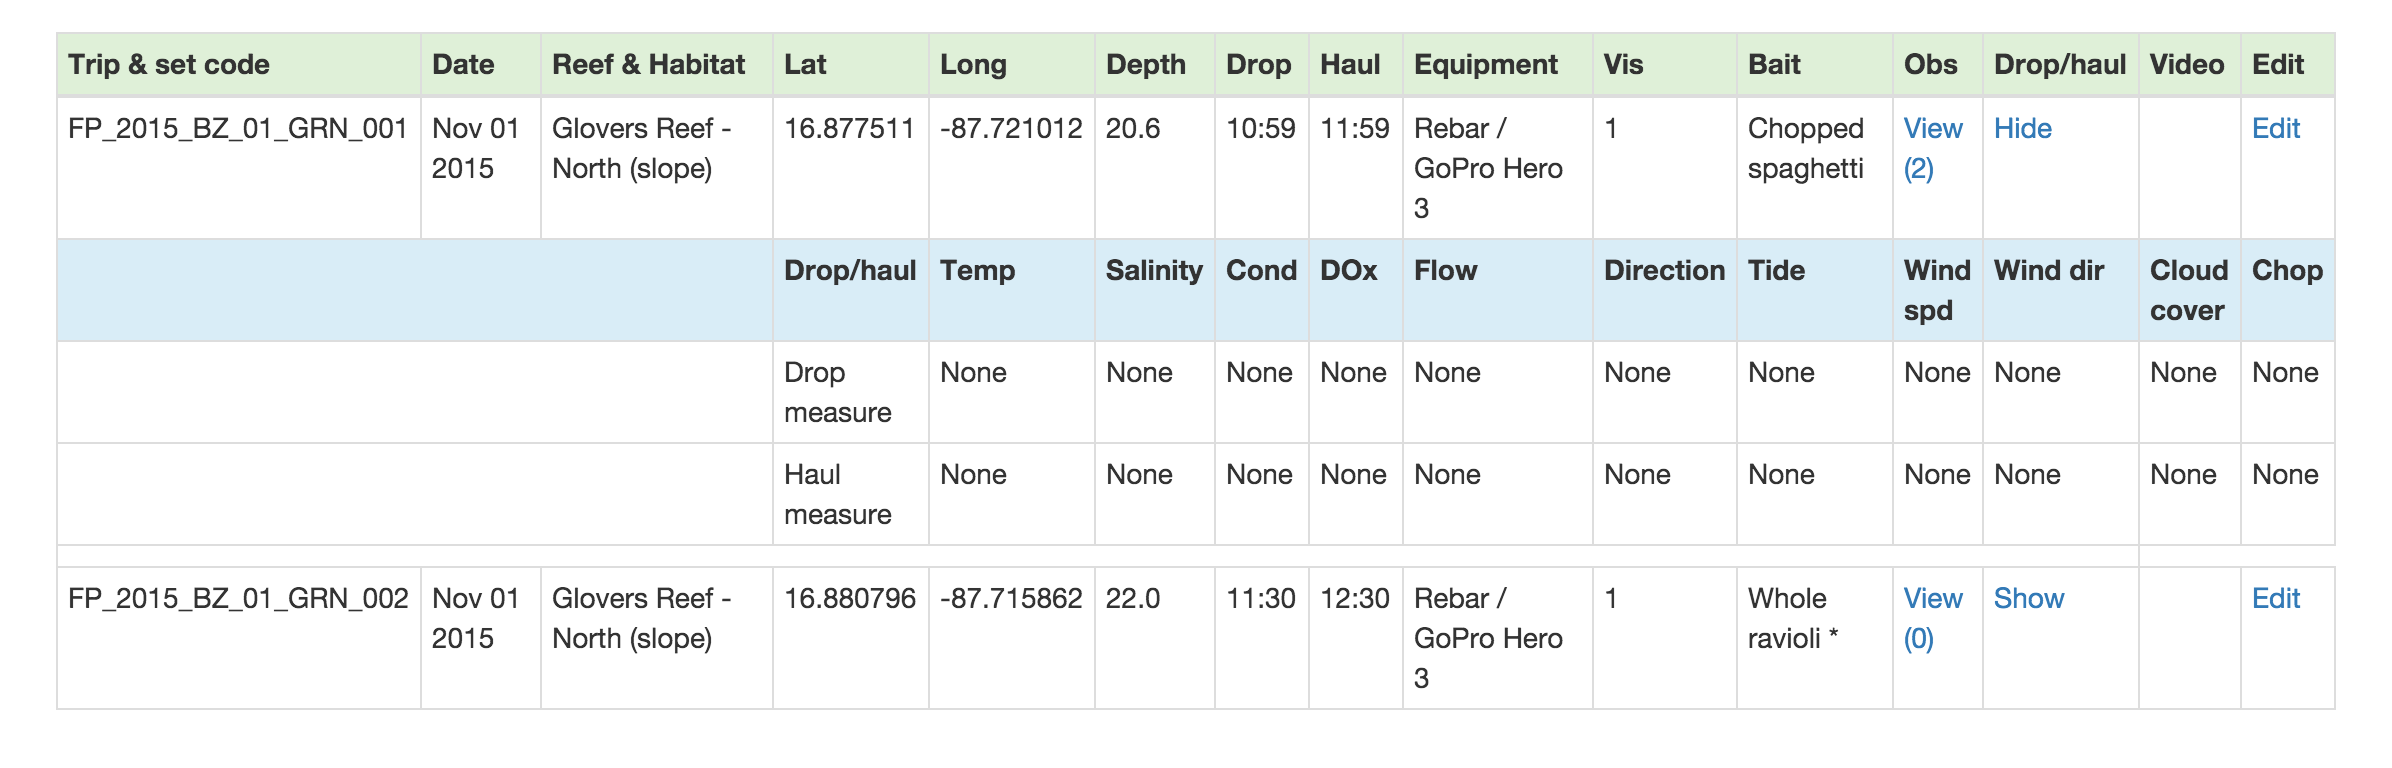 Trip & set code Date Reef & Habitat Lat Long Depth Drop Haul Equipment Vis Bait Obs Drop/haul Video Edit
FP_2015_BZ_01_GRN_001 Nov 01 Glovers Reef - 16.877511 -87.721012 20.6 10:59 11:59 Rebar / 1 Chopped View Hide Edit
2015 North (slope) GoPro Hero spaghetti (2)
3
Drop/haul Temp Salinity Cond DOx Flow Direction Tide Wind Wind dir Cloud Chop
spd cover
Drop None None None None None None None None None None None
measure
Haul None None None None None None None None None None None
measure
FP_2015_BZ_01_GRN_002 Nov 01 Glovers Reef - 16.880796 -87.715862 22.0 11:30 12:30 Rebar / 1 Whole View Show Edit
2015 North (slope) GoPro Hero ravioli * (0)
3